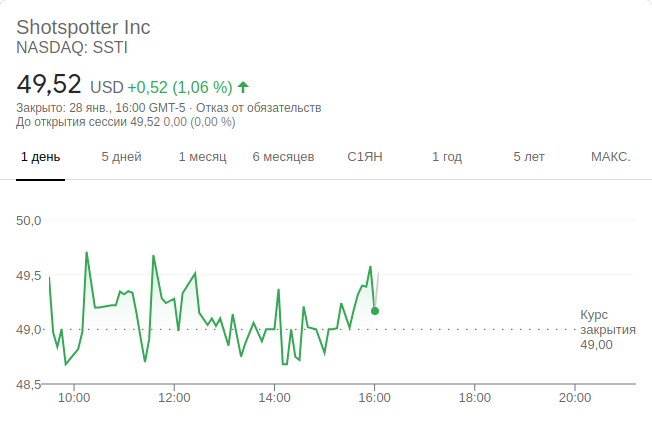 Shotspotter Inc
NASDAQ: SSTI
49,52 USD +0,52 (1,06 %)
Закрыто: 28 янв., 16:00 GMT-5 · Отказ от обязательств
До открытия сессии 49,52 0,00 (0,00 %)
1 день 5 дней 1 месяц 6 месяцев С1ЯН 1 год 5 лет МАКС.
50,0
49,5
49,0
48,5
Курс
закрытия
49,00
10:00 12:00 14:00 16:00 18:00 20:00